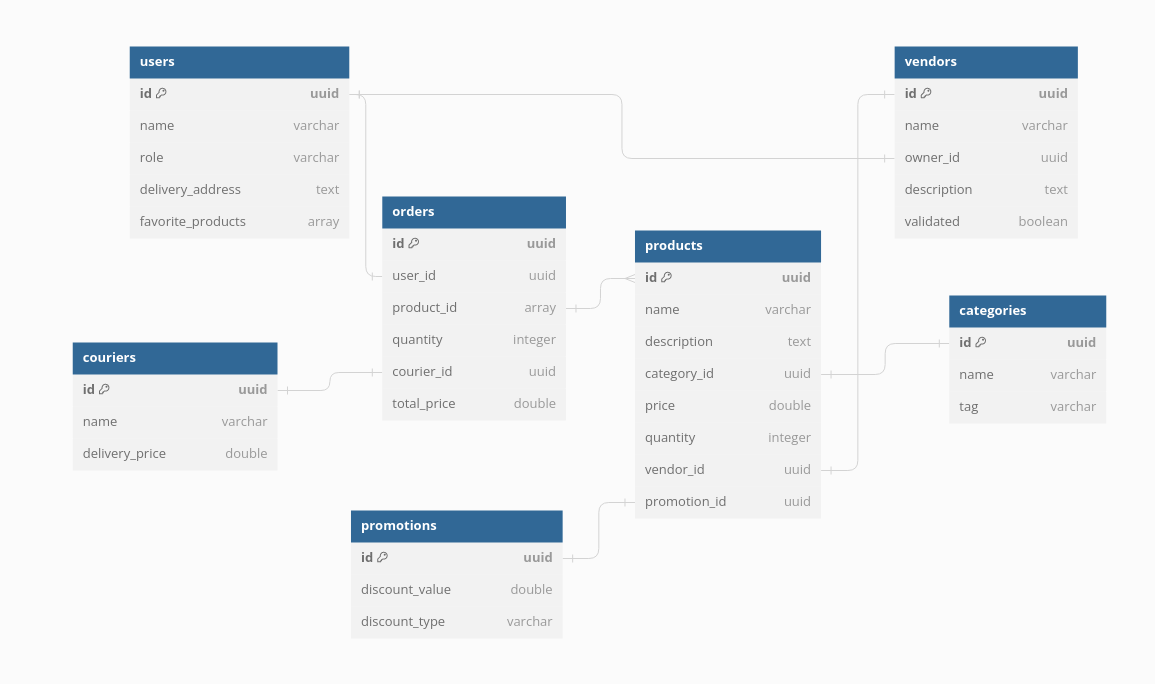 users
id uuid
name varchar
role varchar
delivery_address text
favorite_products array
vendors
id uuid
name varchar
owner_id uuid
description text
validated boolean
orders
id uuid
user_id uuid
product_id array
quantity integer
courier_id uuid
total_price double
products
id uuid
name varchar
description text
category_id uuid
price double
quantity integer
vendor_id uuid
promotion_id uuid
categories
id uuid
name varchar
tag varchar
couriers
id uuid
name varchar
delivery_price double
promotions
id uuid
discount_value double
discount_type varchar